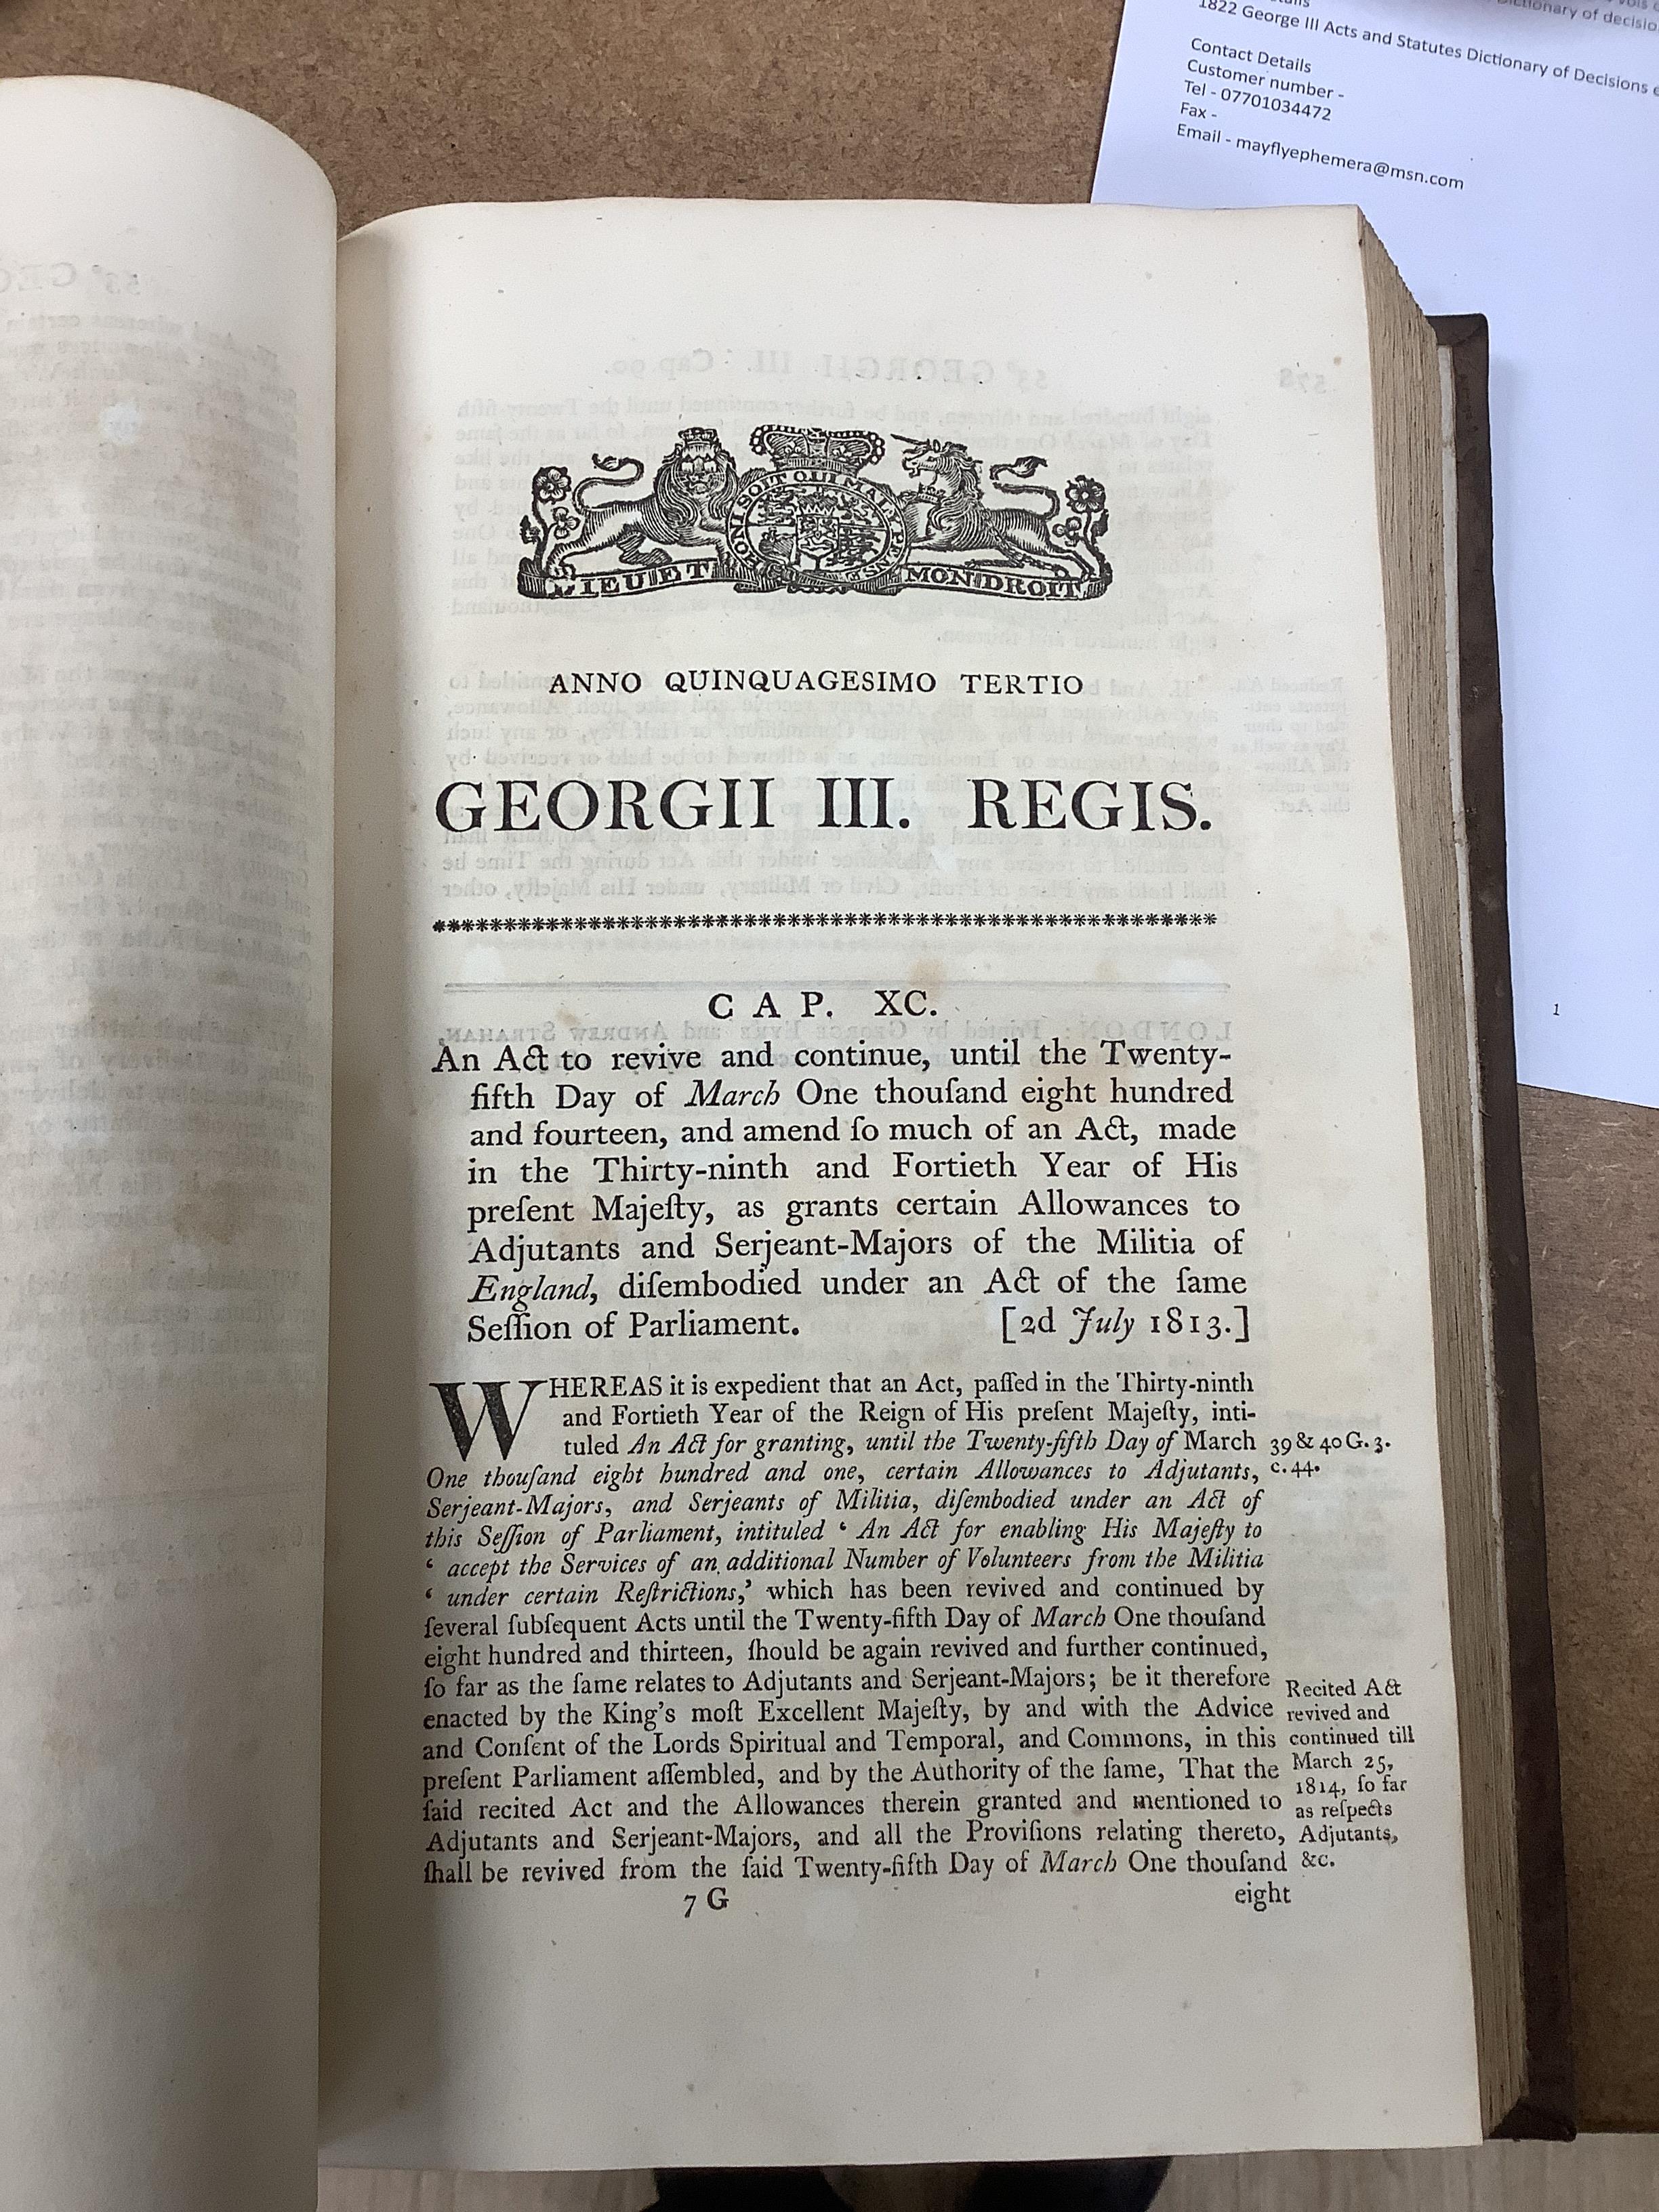 1822 George III Acts and Statutes Dictionary of Decisions
Contact Details
Customer number -
Tel - 07701034472
Fax -
Email - mayflyephemera@msn.com
1
HONI SOIT QUI MAL Y PENSE
DIEU ET MON DROIT
ANNO QUINQUAGESIMO TERTIO
GEORGII III. REGIS.
CAP. XC.
An Act to revive and continue, until the Twenty-
fifth Day of March One thouſand eight hundred
and fourteen, and amend ſo much of an Act, made
in the Thirty-ninth and Fortieth Year of His
preſent Majeſty, as grants certain Allowances to
Adjutants and Serjeant-Majors of the Militia of
England, diſembodied under an Act of the ſame
Seſſion of Parliament. [2d July 1813.]
WHEREAS it is expedient that an Act, paſſed in the Thirty-ninth
and Fortieth Year of the Reign of His preſent Majeſty, inti-
tuled An Act for granting, until the Twenty-fifth Day of March
One thouſand eight hundred and one, certain Allowances to Adjutants,
Serjeant-Majors, and Serjeants of Militia, diſembodied under an Act of
this Seſſion of Parliament, intituled ‘ An Act for enabling His Majeſty to
‘ accept the Services of an additional Number of Volunteers from the Militia
‘ under certain Reſtrictions,’ which has been revived and continued by
ſeveral ſubſequent Acts until the Twenty-fifth Day of March One thouſand
eight hundred and thirteen, ſhould be again revived and further continued,
ſo far as the ſame relates to Adjutants and Serjeant-Majors; be it therefore
enacted by the King's moſt Excellent Majeſty, by and with the Advice
and Conſent of the Lords Spiritual and Temporal, and Commons, in this
preſent Parliament aſſembled, and by the Authority of the ſame, That the
ſaid recited Act and the Allowances therein granted and mentioned to
Adjutants and Serjeant-Majors, and all the Proviſions relating thereto,
ſhall be revived from the ſaid Twenty-fifth Day of March One thouſand
7 G eight
39 & 40 G. 3.
c. 44.
Recited Act
revived and
continued till
March 25,
1814, ſo far
as reſpects
Adjutants,
&c.